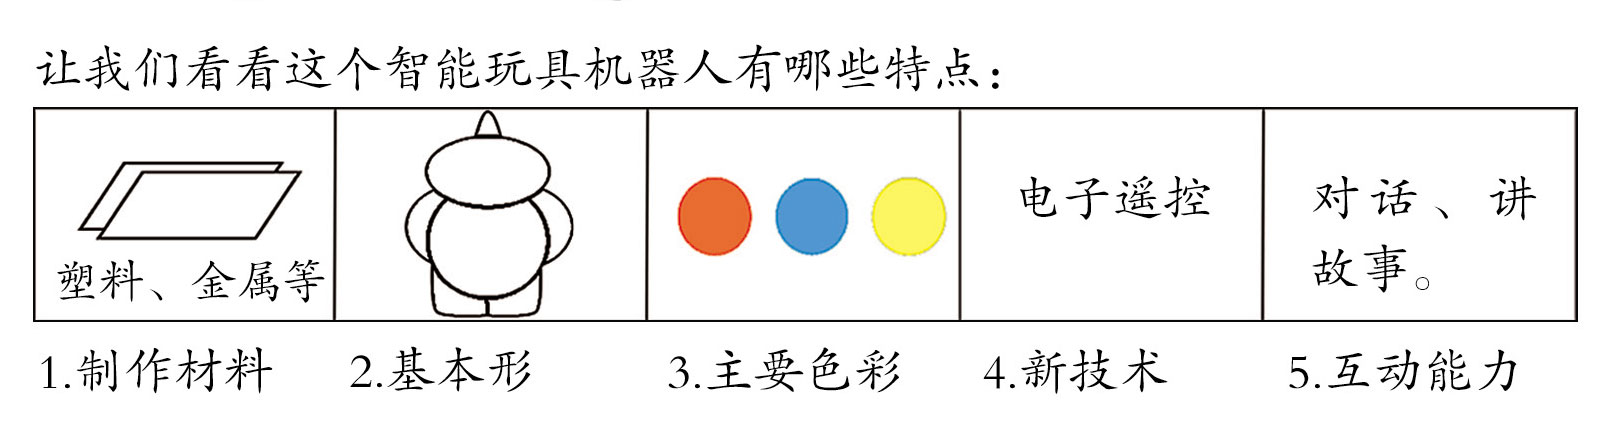 让我们看看这个智能玩具机器人有哪些特点：
塑料、金属等
电子遥控
对话、讲
故事。
1.制作材料
2.基本形
3.主要色彩
4.新技术
5.互动能力